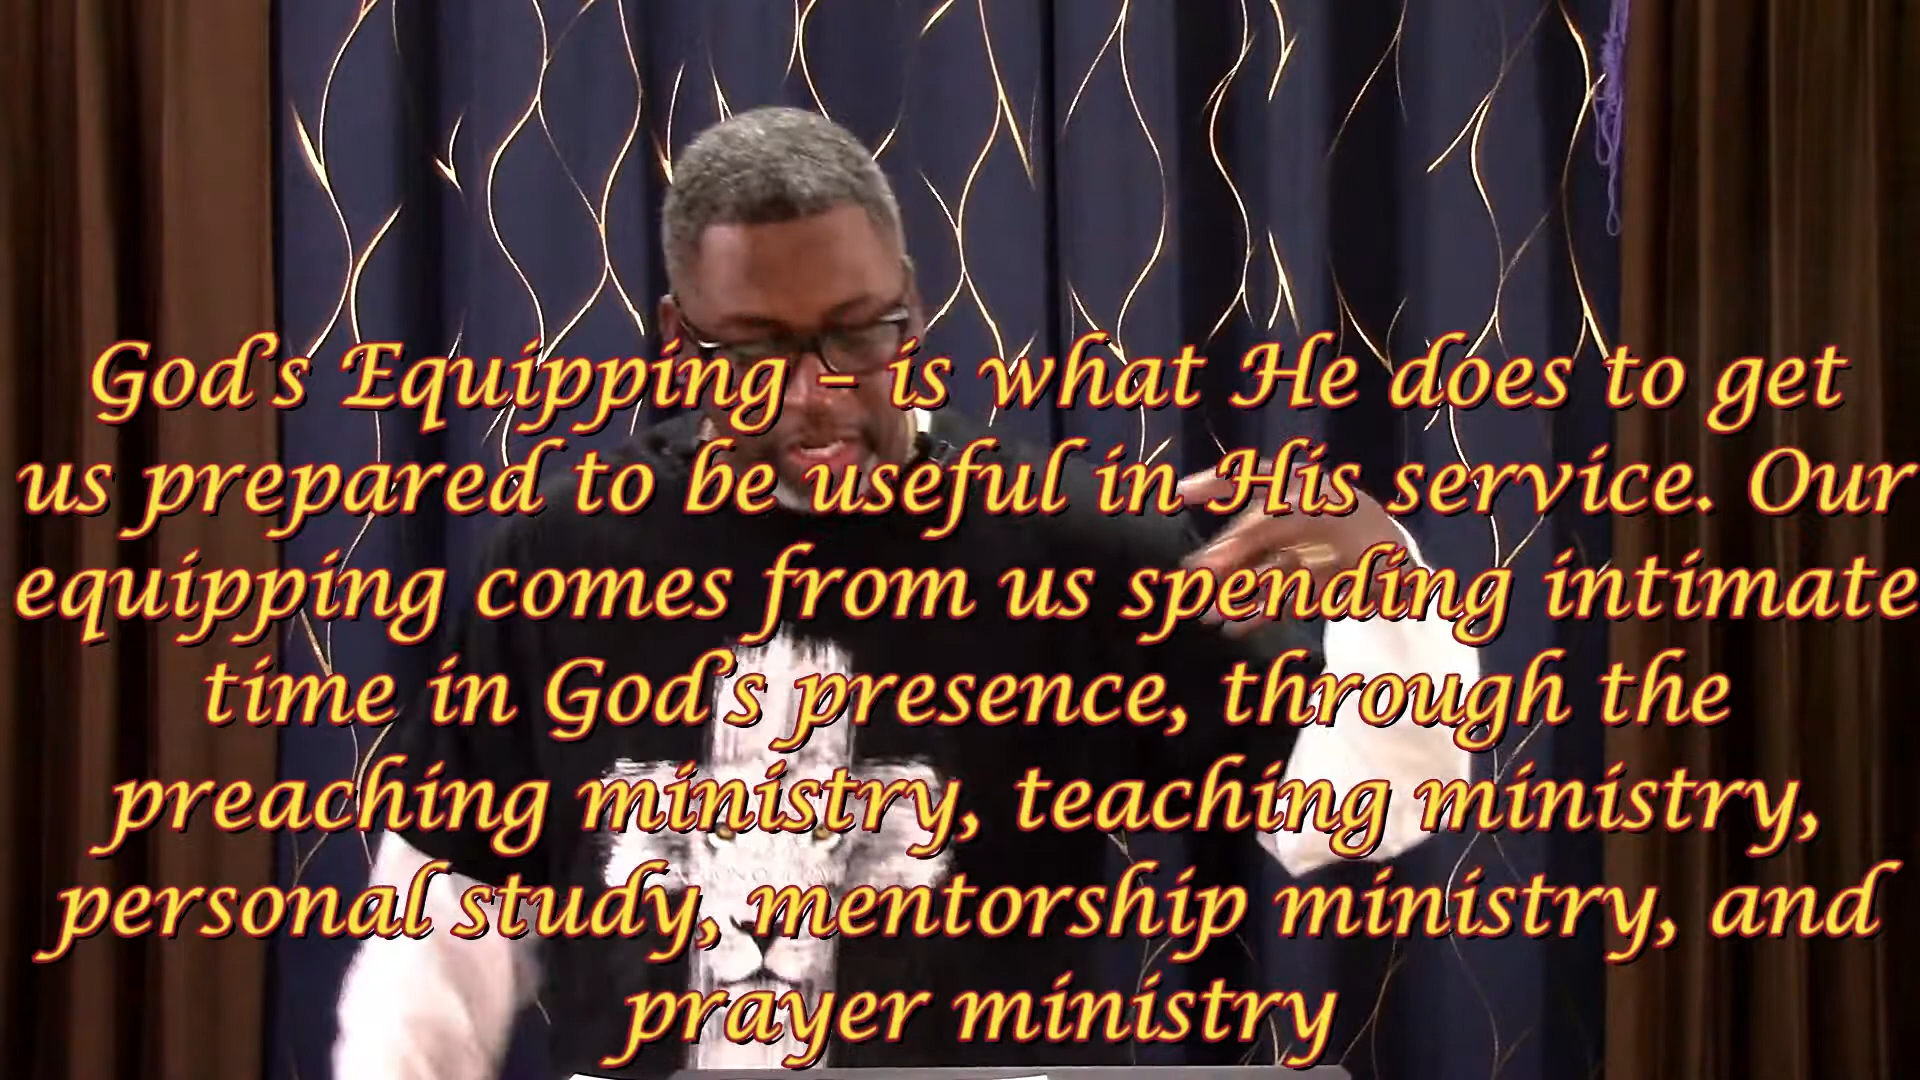 God's Equipping – is what He does to get
us prepared to be useful in His service. Our
equipping comes from us spending intimate
time in God's presence, through the
preaching ministry, teaching ministry,
personal study, mentorship ministry, and
prayer ministry